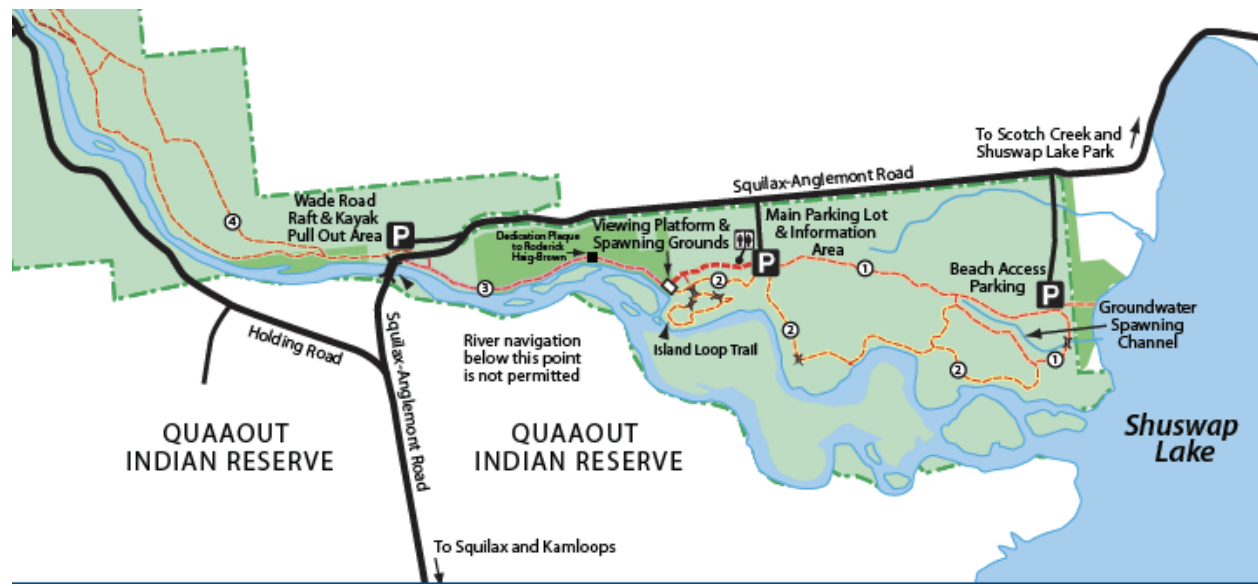 To Scotch Creek and
Shuswap Lake Park
Squilax-Anglemont Road
4
Wade Road
Raft & Kayak
Pull Out Area
P
Dedication Plaque
to Roderick
Haig-Brown
Viewing Platform &
Spawning Grounds
Main Parking Lot
& Information
Area
P
1
2
Beach Access
Parking
P
Groundwater
Spawning
Channel
3
Holding Road
Squilax-Anglemont Road
River navigation
below this point
is not permitted
Island Loop Trail
2
2
1
QUAAOUT
INDIAN RESERVE
QUAAOUT
INDIAN RESERVE
Shuswap
Lake
To Squilax and Kamloops